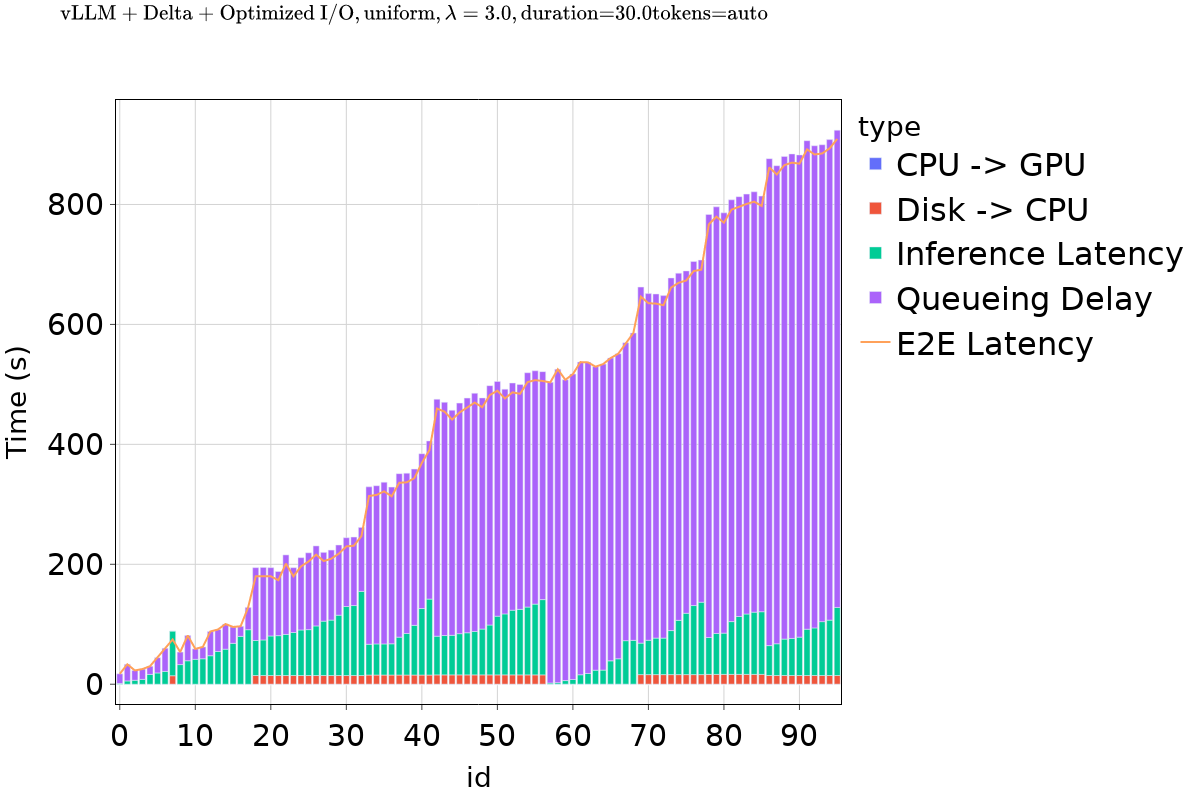 vLLM + Delta + Optimized I/O, uniform, λ = 3.0, duration=30.0tokens=auto
type
CPU -> GPU
Disk -> CPU
Inference Latency
Queueing Delay
E2E Latency
Time (s)
800
600
400
200
0
0 10 20 30 40 50 60 70 80 90
id